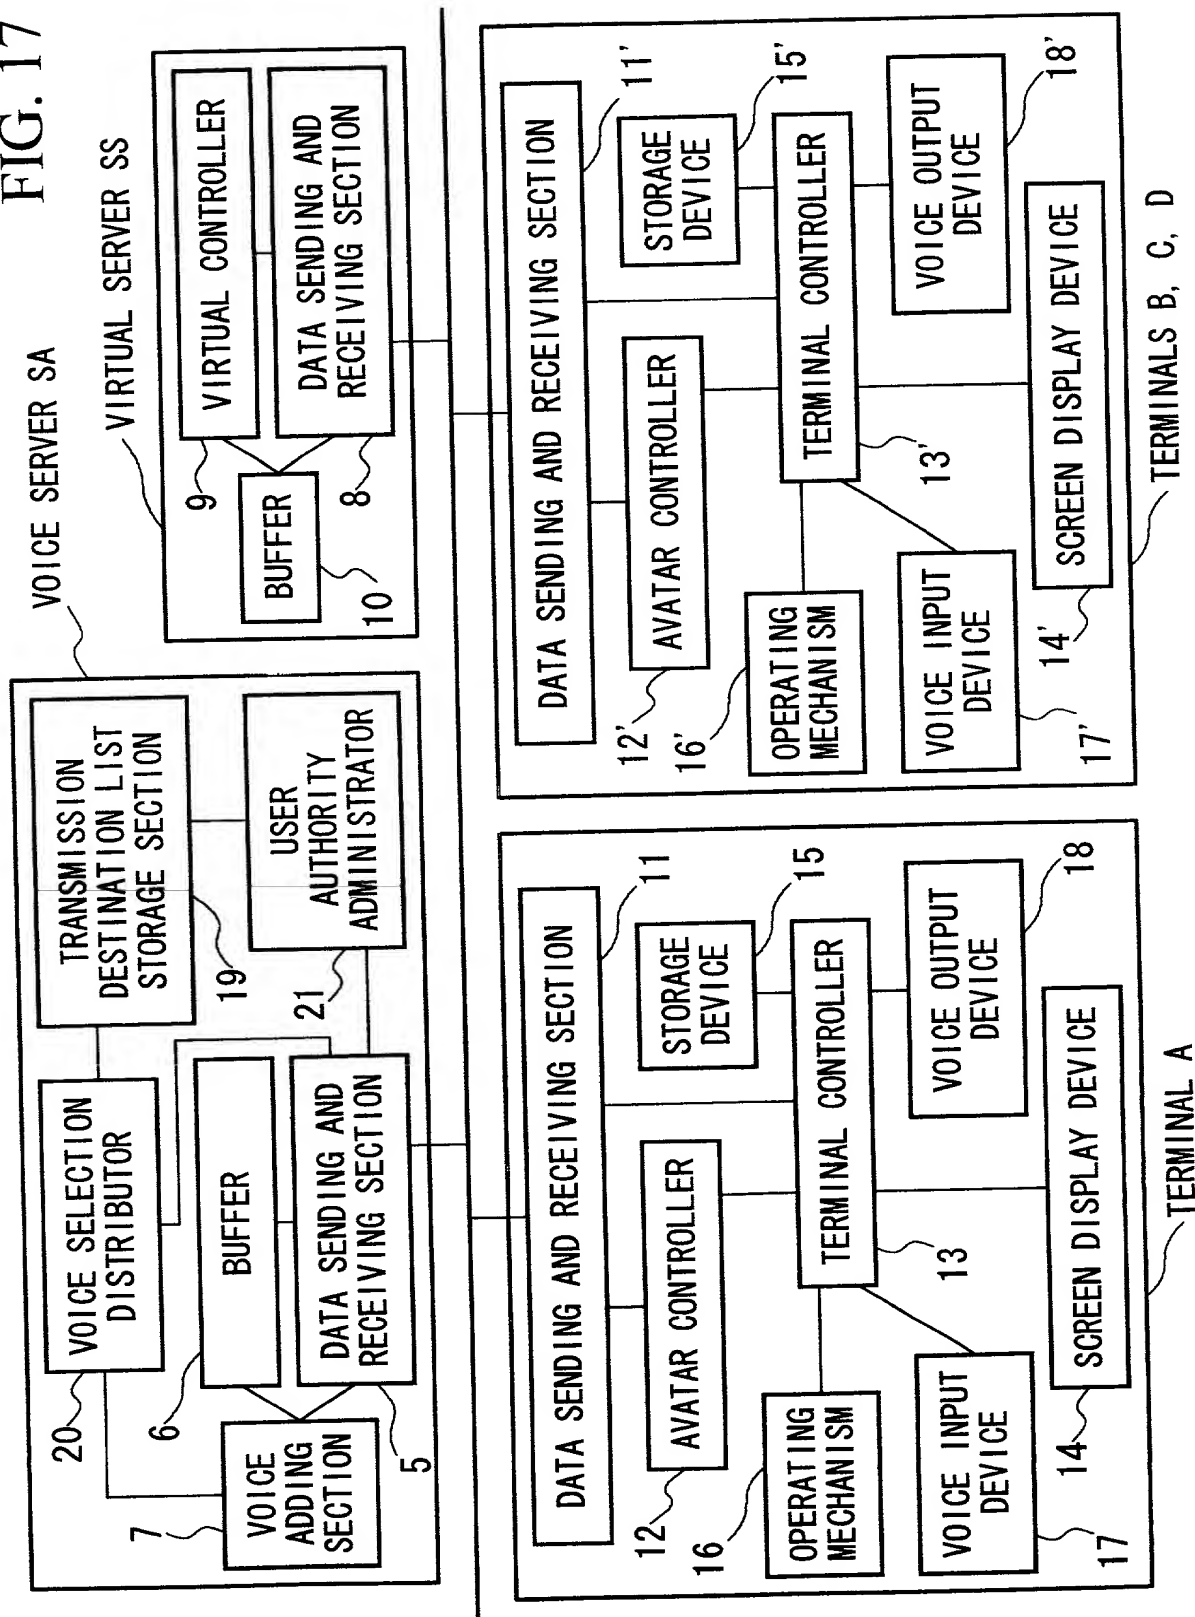 FIG. 17
VOICE SERVER SA
VIRTUAL SERVER SS
TRANSMISSION
DESTINATION LIST
STORAGE SECTION
19
VOICE SELECTION
DISTRIBUTOR
20
USER
AUTHORITY
ADMINISTRATOR
21
BUFFER
6
DATA SENDING AND
RECEIVING SECTION
5
VOICE
ADDING
SECTION
7
VIRTUAL CONTROLLER
9
DATA SENDING AND
RECEIVING SECTION
8
BUFFER
10
DATA SENDING AND RECEIVING SECTION
11
STORAGE
DEVICE
15
AVATAR CONTROLLER
12
TERMINAL CONTROLLER
13
OPERATING
MECHANISM
16
VOICE OUTPUT
DEVICE
18
VOICE INPUT
DEVICE
17
SCREEN DISPLAY DEVICE
14
TERMINAL A
DATA SENDING AND RECEIVING SECTION
11'
STORAGE
DEVICE
15'
AVATAR CONTROLLER
12'
TERMINAL CONTROLLER
13'
OPERATING
MECHANISM
16'
VOICE OUTPUT
DEVICE
18'
VOICE INPUT
DEVICE
17'
SCREEN DISPLAY DEVICE
14'
TERMINALS B, C, D